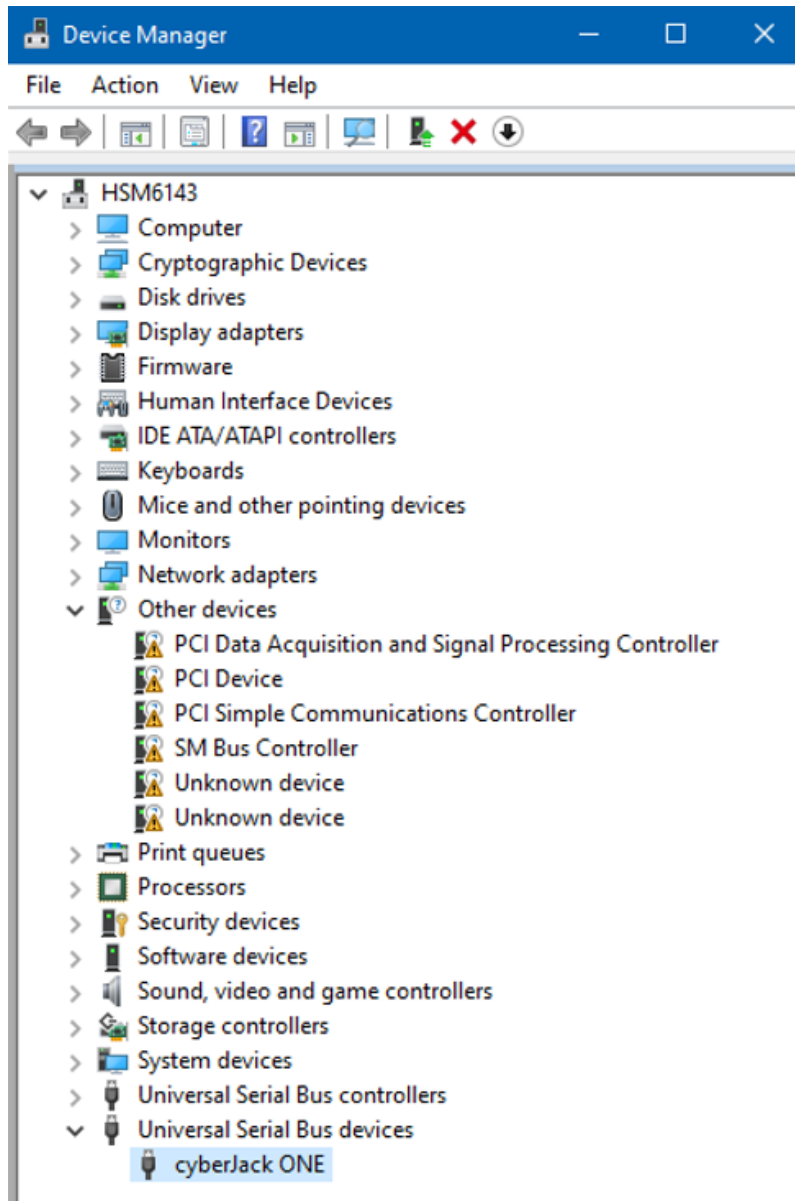 Device Manager
File Action View Help
HSM6143
Computer
Cryptographic Devices
Disk drives
Display adapters
Firmware
Human Interface Devices
IDE ATA/ATAPI controllers
Keyboards
Mice and other pointing devices
Monitors
Network adapters
Other devices
PCI Data Acquisition and Signal Processing Controller
PCI Device
PCI Simple Communications Controller
SM Bus Controller
Unknown device
Unknown device
Print queues
Processors
Security devices
Software devices
Sound, video and game controllers
Storage controllers
System devices
Universal Serial Bus controllers
Universal Serial Bus devices
cyberJack ONE